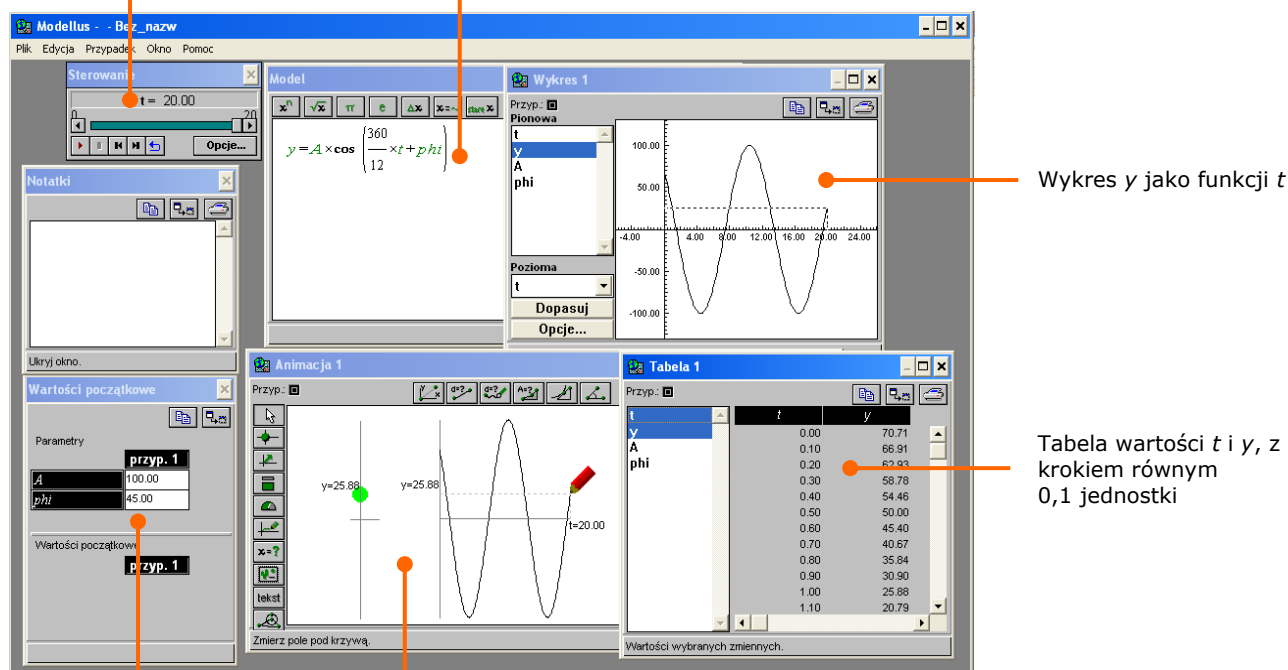 Modellus - - Bez_nazw
Plik Edycja Przypadek Okno Pomoc
Sterowanie
t = 20.00
0 20
Opcje...
Model
xⁿ √x π e Δx x=~ stare x
y=A×cos (360/12 ×t+phi)
Wykres 1
Przyp.:
Pionowa
t
y
A
phi
Pozioma
t
Dopasuj
Opcje...
100.00
50.00
-4.00 4.00 8.00 12.00 16.00 20.00 24.00
-50.00
-100.00
Wykres y jako funkcji t
Notatki
Ukryj okno.
Wartości początkowe
Parametry
przyp. 1
A 100.00
phi 45.00
Wartości początkowe
przyp. 1
Animacja 1
Przyp.:
x=?
tekst
y=25.88
y=25.88
t=20.00
Zmierz pole pod krzywą.
Tabela 1
Przyp.:
t
y
A
phi
t y
0.00 70.71
0.10 66.91
0.20 62.93
0.30 58.78
0.40 54.46
0.50 50.00
0.60 45.40
0.70 40.67
0.80 35.84
0.90 30.90
1.00 25.88
1.10 20.79
Wartości wybranych zmiennych.
Tabela wartości t i y, z
krokiem równym
0,1 jednostki